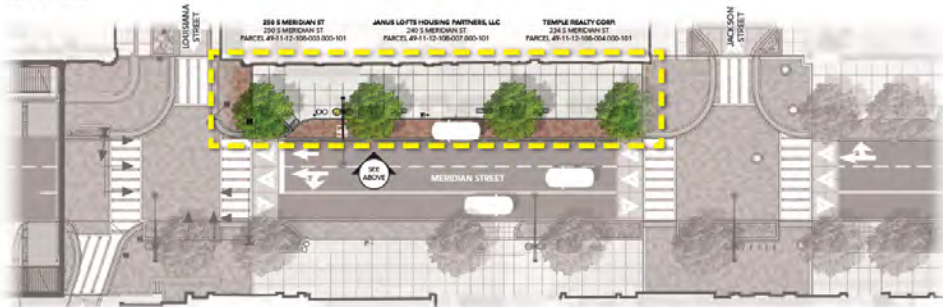 LOUISIANA
STREET
250 S MERIDIAN ST
250 S MERIDIAN ST
PARCEL 49-11-12-108-003.000-101
JANUS LOFTS HOUSING PARTNERS, LLC
240 S MERIDIAN ST
PARCEL 49-11-12-108-007.000-101
TEMPLE REALTY CORP.
234 S MERIDIAN ST
PARCEL 49-11-12-108-004.000-101
JACKSON
STREET
SEE
ABOVE
MERIDIAN STREET